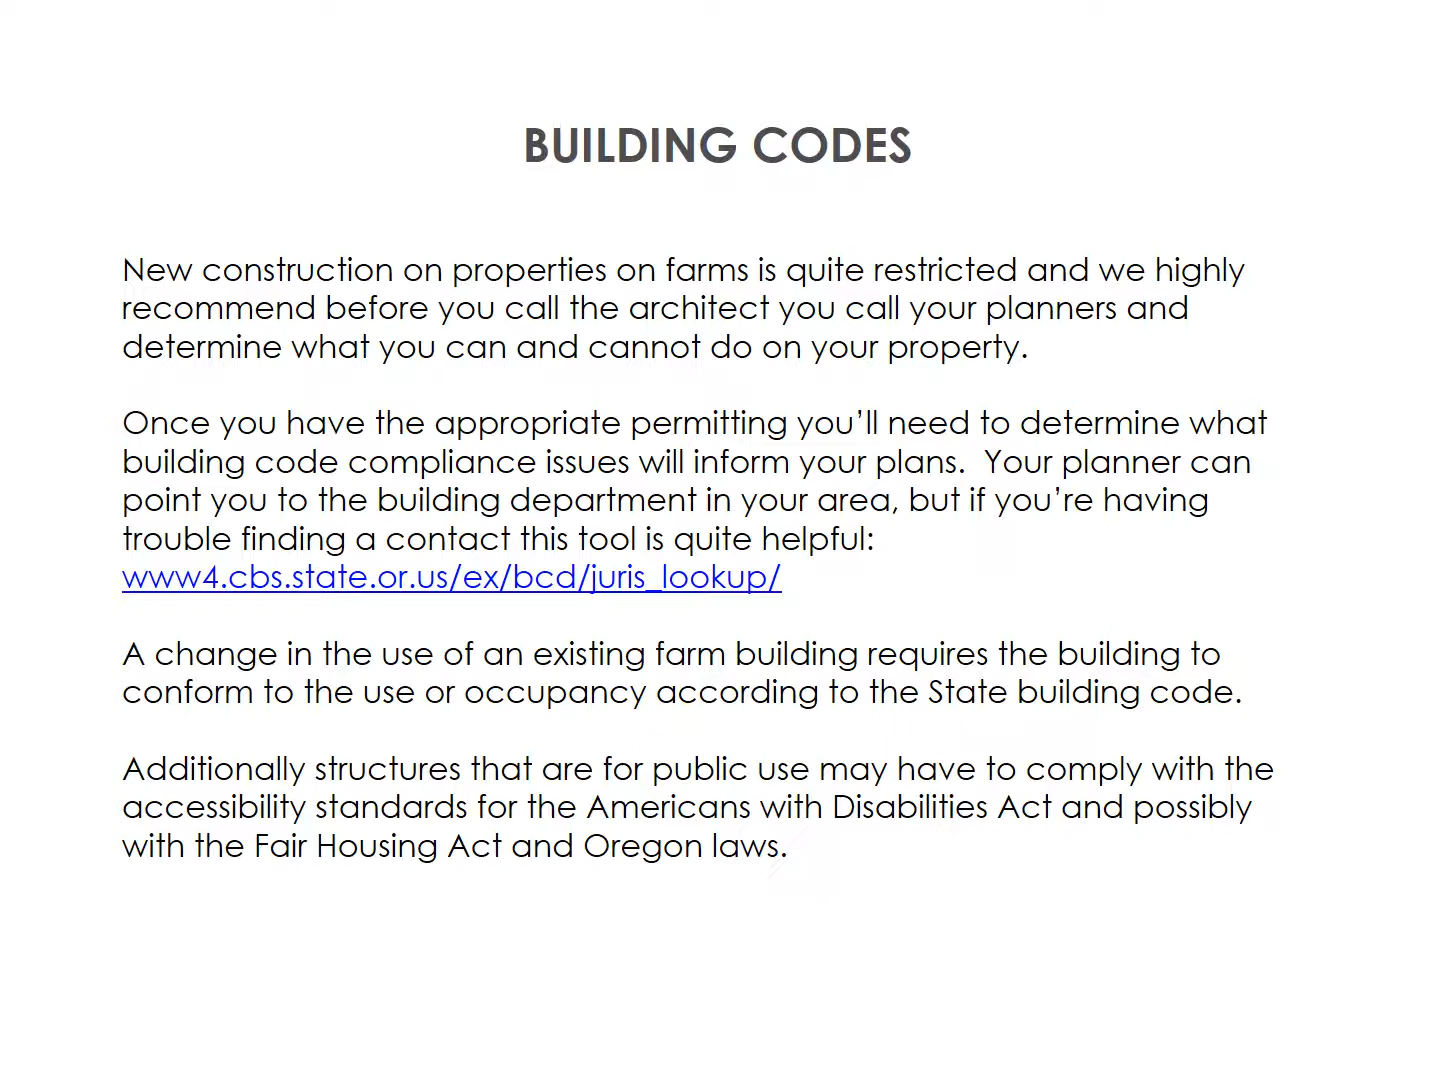 BUILDING CODES
New construction on properties on farms is quite restricted and we highly
recommend before you call the architect you call your planners and
determine what you can and cannot do on your property.
Once you have the appropriate permitting you’ll need to determine what
building code compliance issues will inform your plans.  Your planner can
point you to the building department in your area, but if you’re having
trouble finding a contact this tool is quite helpful:
www4.cbs.state.or.us/ex/bcd/juris_lookup/
A change in the use of an existing farm building requires the building to
conform to the use or occupancy according to the State building code.
Additionally structures that are for public use may have to comply with the
accessibility standards for the Americans with Disabilities Act and possibly
with the Fair Housing Act and Oregon laws.